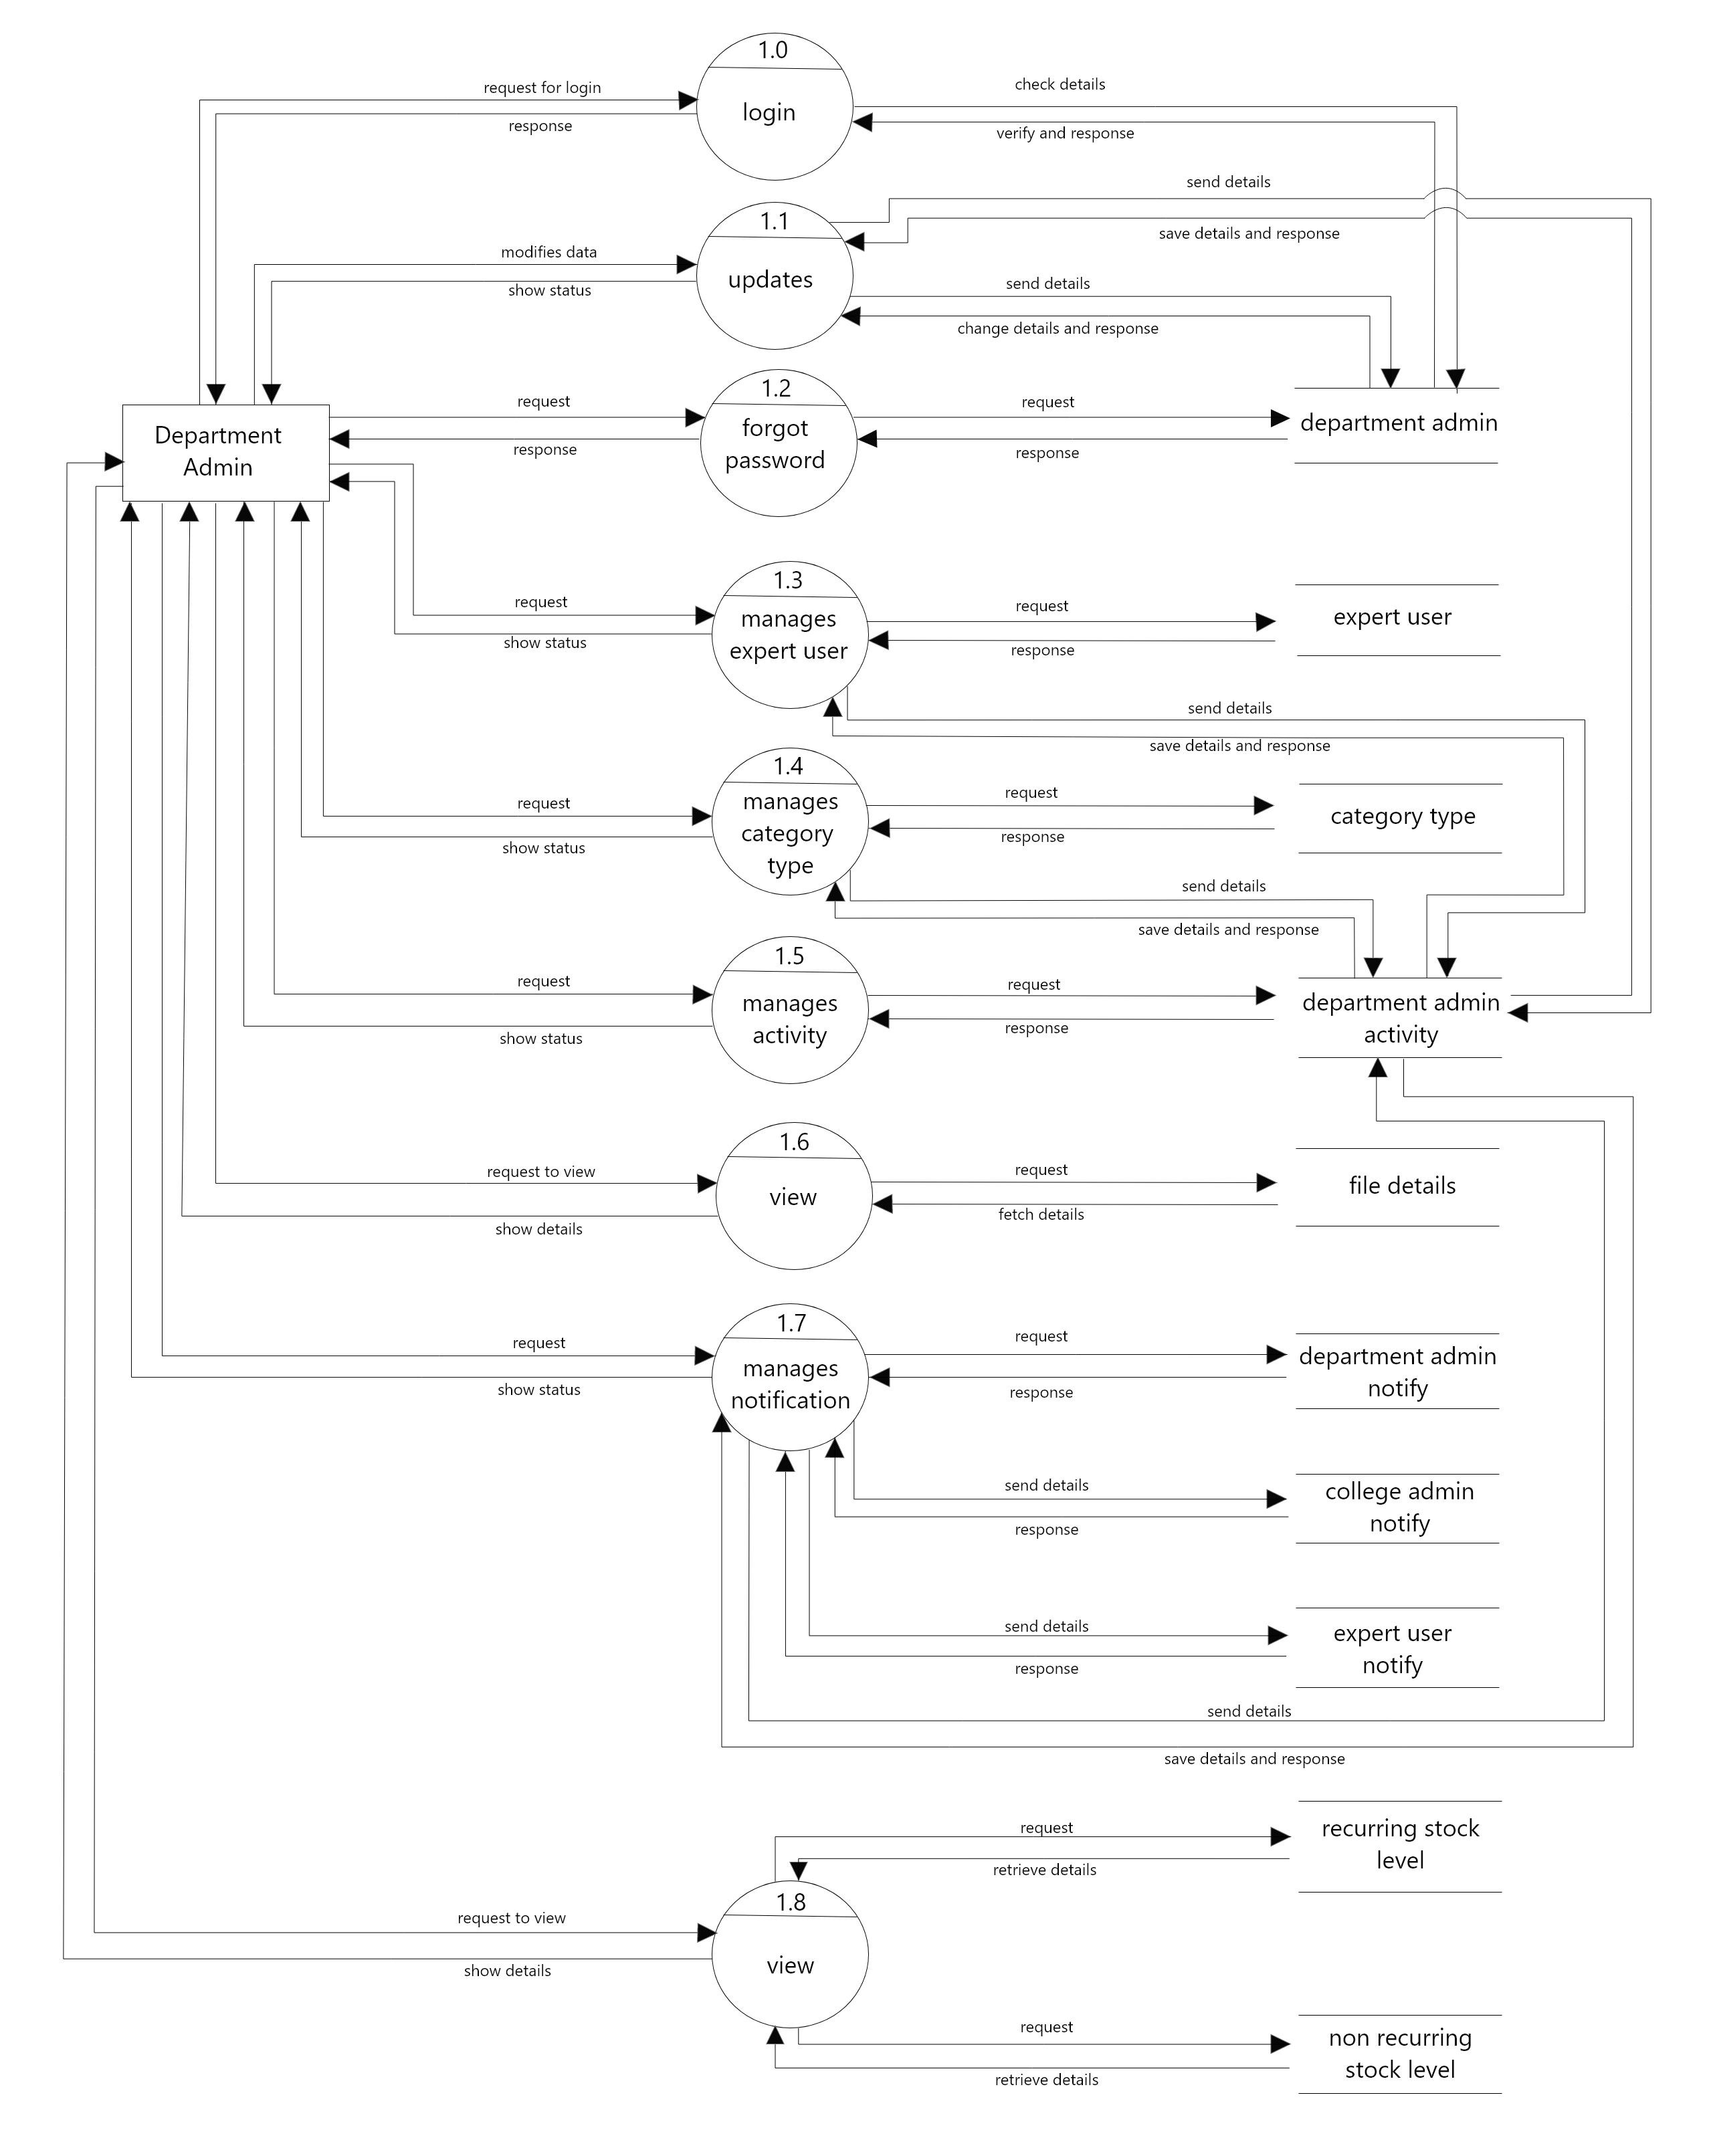 1.0
request for login
check details
login
response
verify and response
send details
1.1
save details and response
modifies data
updates
send details
show status
change details and response
1.2
request
request
department admin
forgot
password
Department
Admin
response
response
1.3
request
request
manages
expert user
expert user
show status
response
send details
save details and response
1.4
request
request
manages
category
type
category type
show status
response
send details
save details and response
1.5
request
request
manages
activity
department admin
activity
show status
response
1.6
request to view
request
view
file details
show details
fetch details
1.7
request
request
manages
notification
department admin
notify
show status
response
send details
college admin
notify
response
send details
expert user
notify
response
send details
save details and response
request
recurring stock
level
retrieve details
1.8
request to view
view
show details
request
non recurring
stock level
retrieve details